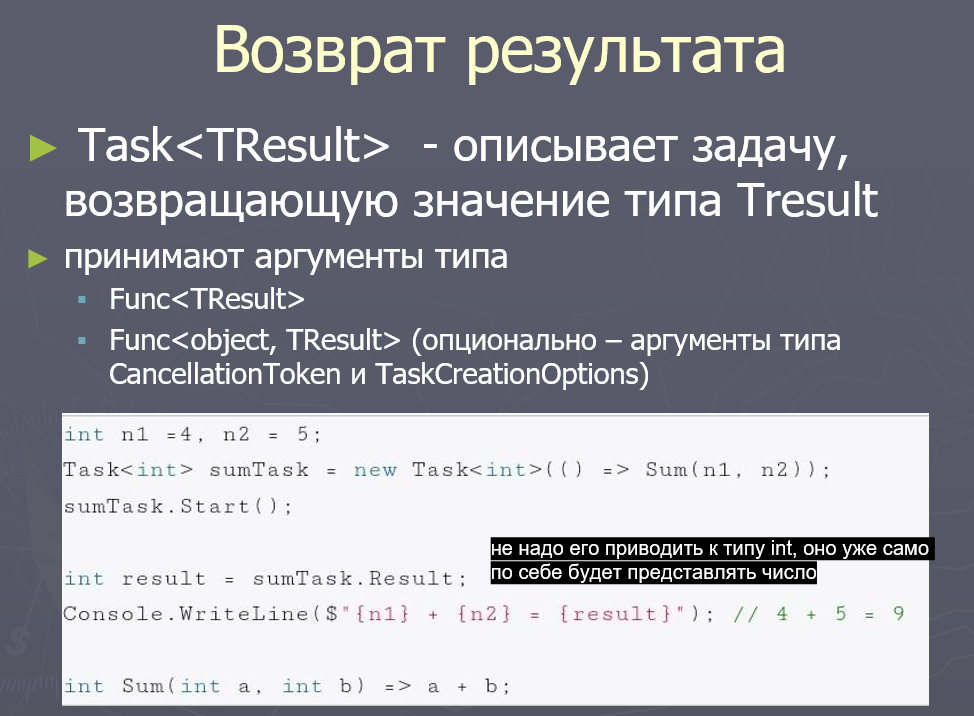 Возврат результата
► Task<TResult> - описывает задачу,
возвращающую значение типа Tresult
► принимают аргументы типа
▪ Func<TResult>
▪ Func<object, TResult> (опционально – аргументы типа
CancellationToken и TaskCreationOptions)
int n1 =4, n2 = 5;
Task<int> sumTask = new Task<int>(() => Sum(n1, n2));
sumTask.Start();
не надо его приводить к типу int, оно уже само
по себе будет представлять число
int result = sumTask.Result;
Console.WriteLine($"{n1} + {n2} = {result}"); // 4 + 5 = 9
int Sum(int a, int b) => a + b;